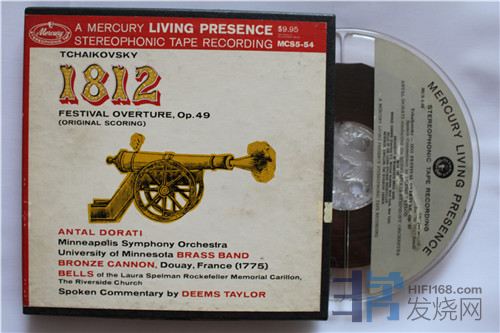 Mercury
A MERCURY LIVING PRESENCE
STEREOPHONIC TAPE RECORDING
$9.95
MCS5-54
TCHAIKOVSKY
1812
FESTIVAL OVERTURE, Op.49
(ORIGINAL SCORING)
ANTAL DORATI
Minneapolis Symphony Orchestra
University of Minnesota BRASS BAND
BRONZE CANNON, Douay, France (1775)
BELLS of the Laura Spelman Rockefeller Memorial Carillon,
The Riverside Church
Spoken Commentary by DEEMS TAYLOR
MERCURY LIVING PRESENCE
STEREOPHONIC TAPE RECORDING
HIFI168.com
发烧网